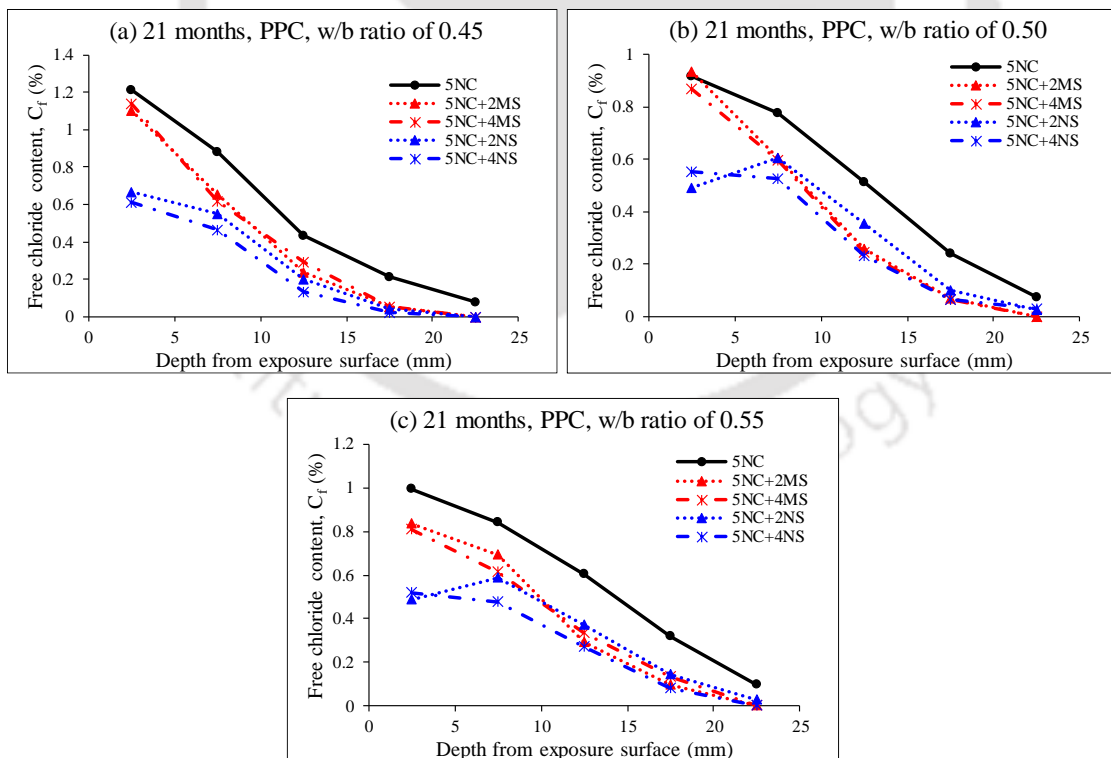 (a) 21 months, PPC, w/b ratio of 0.45
Free chloride content, Cf (%)
1.4
1.2
1
0.8
0.6
0.4
0.2
0
0 5 10 15 20 25
Depth from exposure surface (mm)
5NC
5NC+2MS
5NC+4MS
5NC+2NS
5NC+4NS
(b) 21 months, PPC, w/b ratio of 0.50
Free chloride content, Cf (%)
1
0.8
0.6
0.4
0.2
0
0 5 10 15 20 25
Depth from exposure surface (mm)
5NC
5NC+2MS
5NC+4MS
5NC+2NS
5NC+4NS
(c) 21 months, PPC, w/b ratio of 0.55
Free chloride content, Cf (%)
1.2
1
0.8
0.6
0.4
0.2
0
0 5 10 15 20 25
Depth from exposure surface (mm)
5NC
5NC+2MS
5NC+4MS
5NC+2NS
5NC+4NS